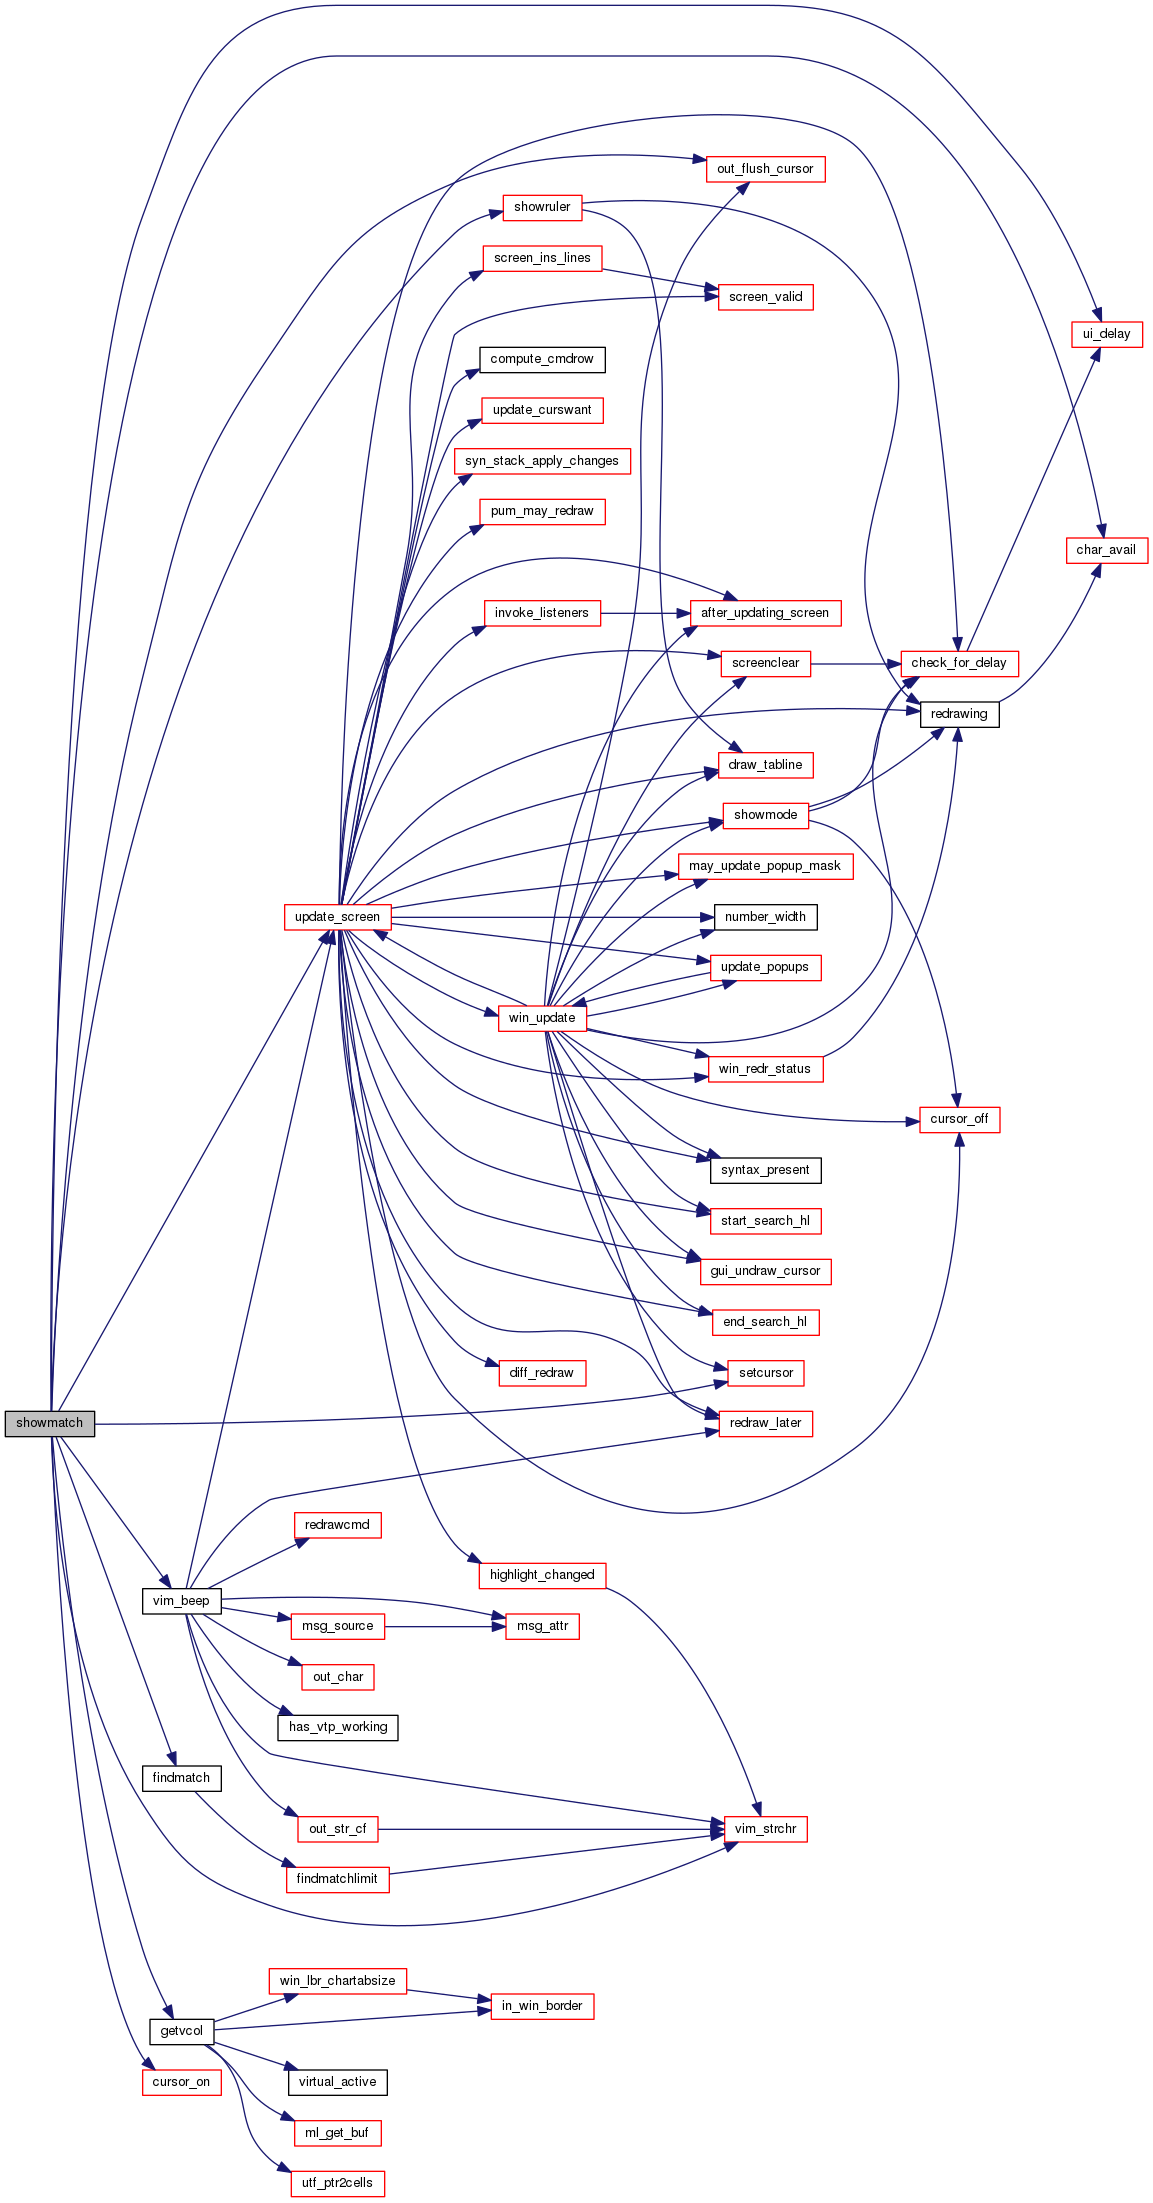 out_flush_cursor
showruler
screen_ins_lines
screen_valid
ui_delay
compute_cmdrow
update_curswant
syn_stack_apply_changes
pum_may_redraw
char_avail
invoke_listeners
after_updating_screen
screenclear
check_for_delay
redrawing
draw_tabline
showmode
may_update_popup_mask
update_screen
number_width
update_popups
win_update
win_redr_status
cursor_off
syntax_present
start_search_hl
gui_undraw_cursor
end_search_hl
diff_redraw
setcursor
showmatch
redraw_later
redrawcmd
highlight_changed
vim_beep
msg_source
msg_attr
out_char
has_vtp_working
findmatch
out_str_cf
vim_strchr
findmatchlimit
win_lbr_chartabsize
in_win_border
getvcol
cursor_on
virtual_active
ml_get_buf
utf_ptr2cells